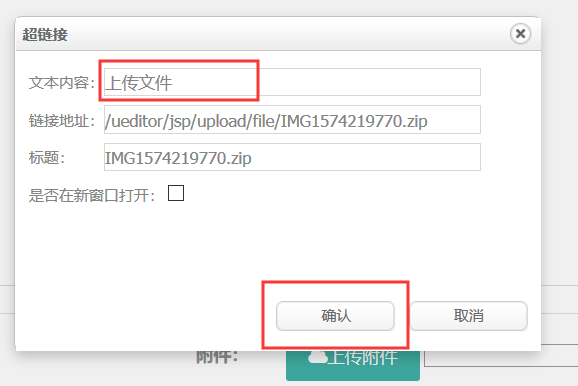 超链接
文本内容： 上传文件
链接地址： /ueditor/jsp/upload/file/IMG1574219770.zip
标题： IMG1574219770.zip
是否在新窗口打开：
确认 取消
附件： 上传附件